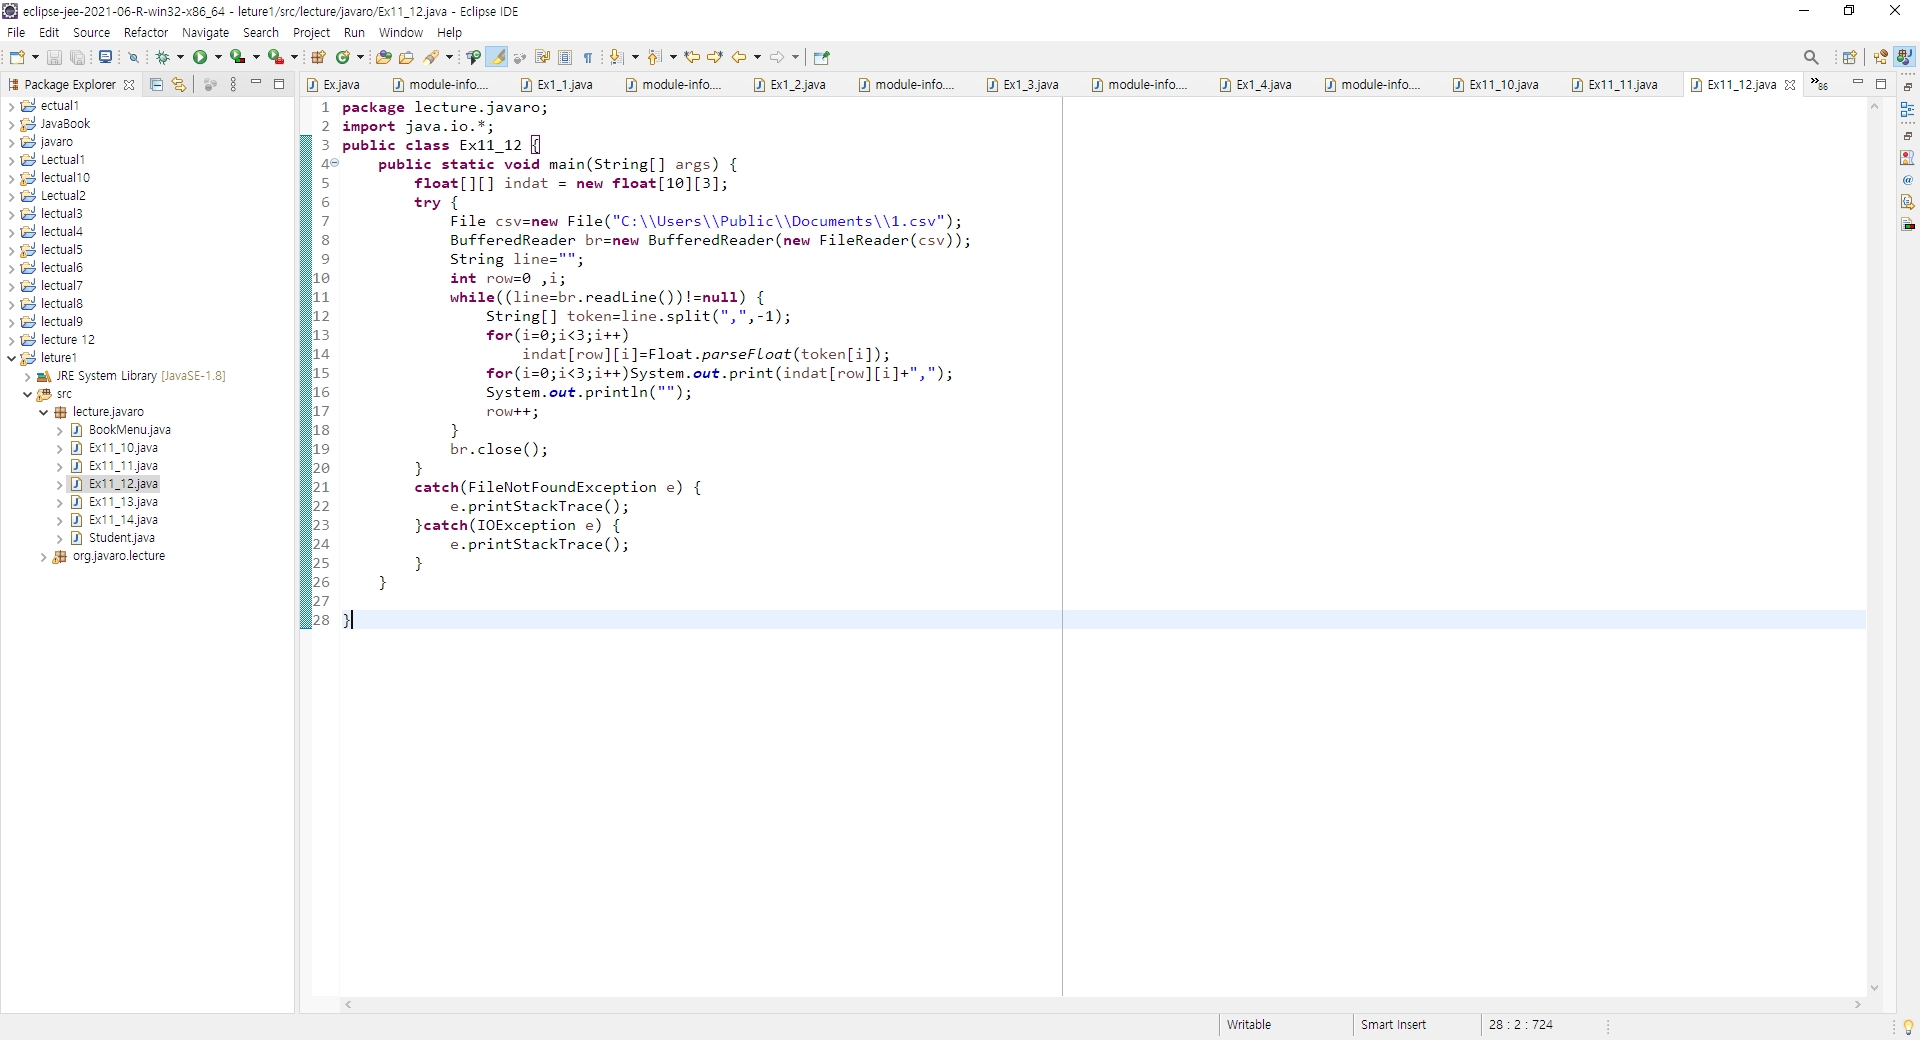 eclipse-jee-2021-06-R-win32-x86_64 - leture1/src/lecture/javaro/Ex11_12.java - Eclipse IDE
File Edit Source Refactor Navigate Search Project Run Window Help
Package Explorer
ectual1
JavaBook
javaro
Lectual1
lectual10
Lectual2
lectual3
lectual4
lectual5
lectual6
lectual7
lectual8
lectual9
lecture 12
leture1
JRE System Library [JavaSE-1.8]
src
lecture.javaro
BookMenu.java
Ex11_10.java
Ex11_11.java
Ex11_12.java
Ex11_13.java
Ex11_14.java
Student.java
org.javaro.lecture
Ex.java module-info.... Ex1_1.java module-info.... Ex1_2.java module-info.... Ex1_3.java module-info.... Ex1_4.java module-info.... Ex11_10.java Ex11_11.java Ex11_12.java »86
1 package lecture.javaro;
2 import java.io.*;
3 public class Ex11_12 {
4 public static void main(String[] args) {
5 float[][] indat = new float[10][3];
6 try {
7 File csv=new File("C:\\Users\\Public\\Documents\\1.csv");
8 BufferedReader br=new BufferedReader(new FileReader(csv));
9 String line="";
10 int row=0 ,i;
11 while((line=br.readLine())!=null) {
12 String[] token=line.split(",",-1);
13 for(i=0;i<3;i++)
14 indat[row][i]=Float.parseFloat(token[i]);
15 for(i=0;i<3;i++)System.out.print(indat[row][i]+",");
16 System.out.println("");
17 row++;
18 }
19 br.close();
20 }
21 catch(FileNotFoundException e) {
22 e.printStackTrace();
23 }catch(IOException e) {
24 e.printStackTrace();
25 }
26 }
27
28 }
Writable Smart Insert 28 : 2 : 724